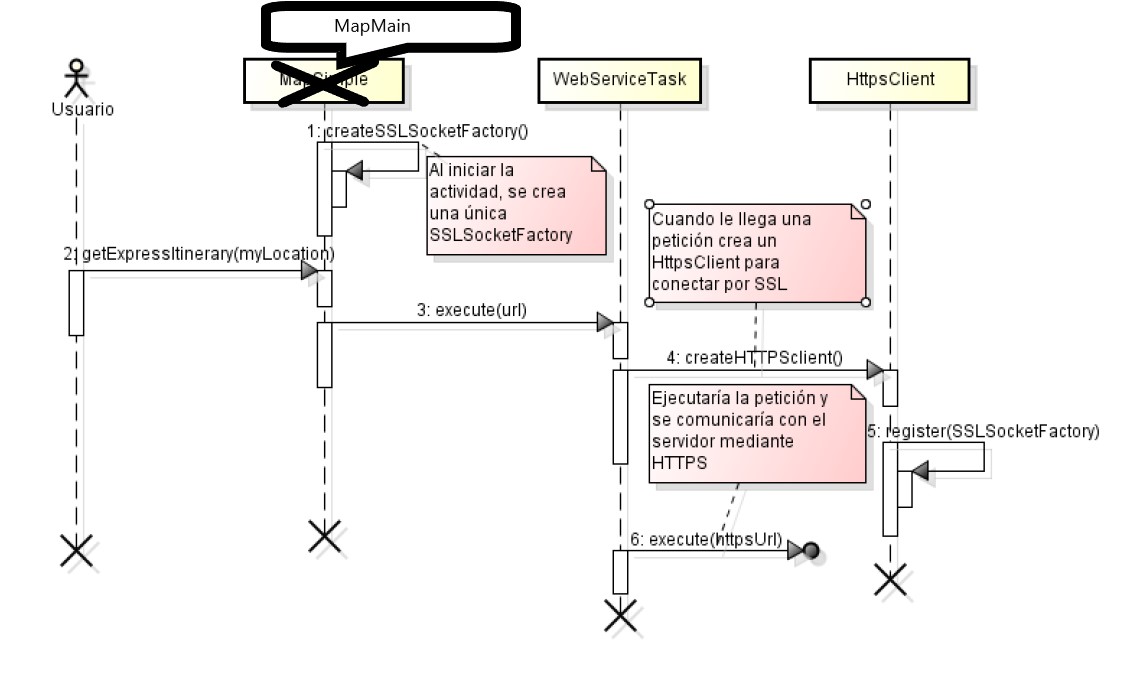 MapMain
MapSimple
WebServiceTask
HttpsClient
Usuario
1: createSSLSocketFactory()
Al iniciar la
actividad, se crea
una única
SSLSocketFactory
Cuando le llega una
petición crea un
HttpsClient para
conectar por SSL
2: getExpressItinerary(myLocation)
3: execute(url)
4: createHTTPSclient()
Ejecutaría la petición y
se comunicaría con el
servidor mediante
HTTPS
5: register(SSLSocketFactory)
6: execute(httpsUrl)